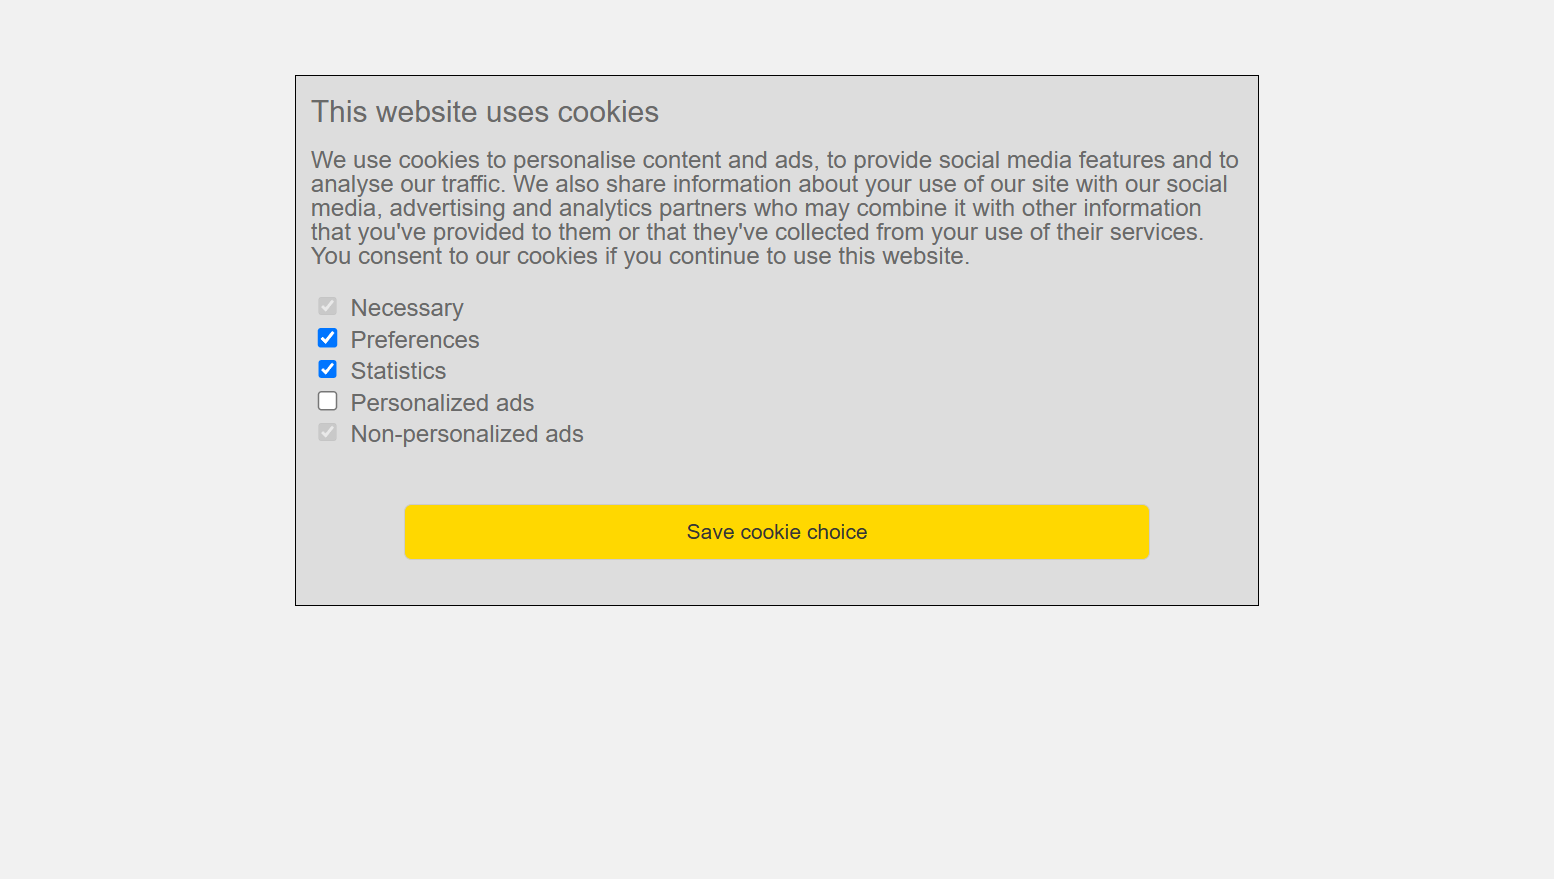 This website uses cookies
We use cookies to personalise content and ads, to provide social media features and to
analyse our traffic. We also share information about your use of our site with our social
media, advertising and analytics partners who may combine it with other information
that you've provided to them or that they've collected from your use of their services.
You consent to our cookies if you continue to use this website.
Necessary
Preferences
Statistics
Personalized ads
Non-personalized ads
Save cookie choice